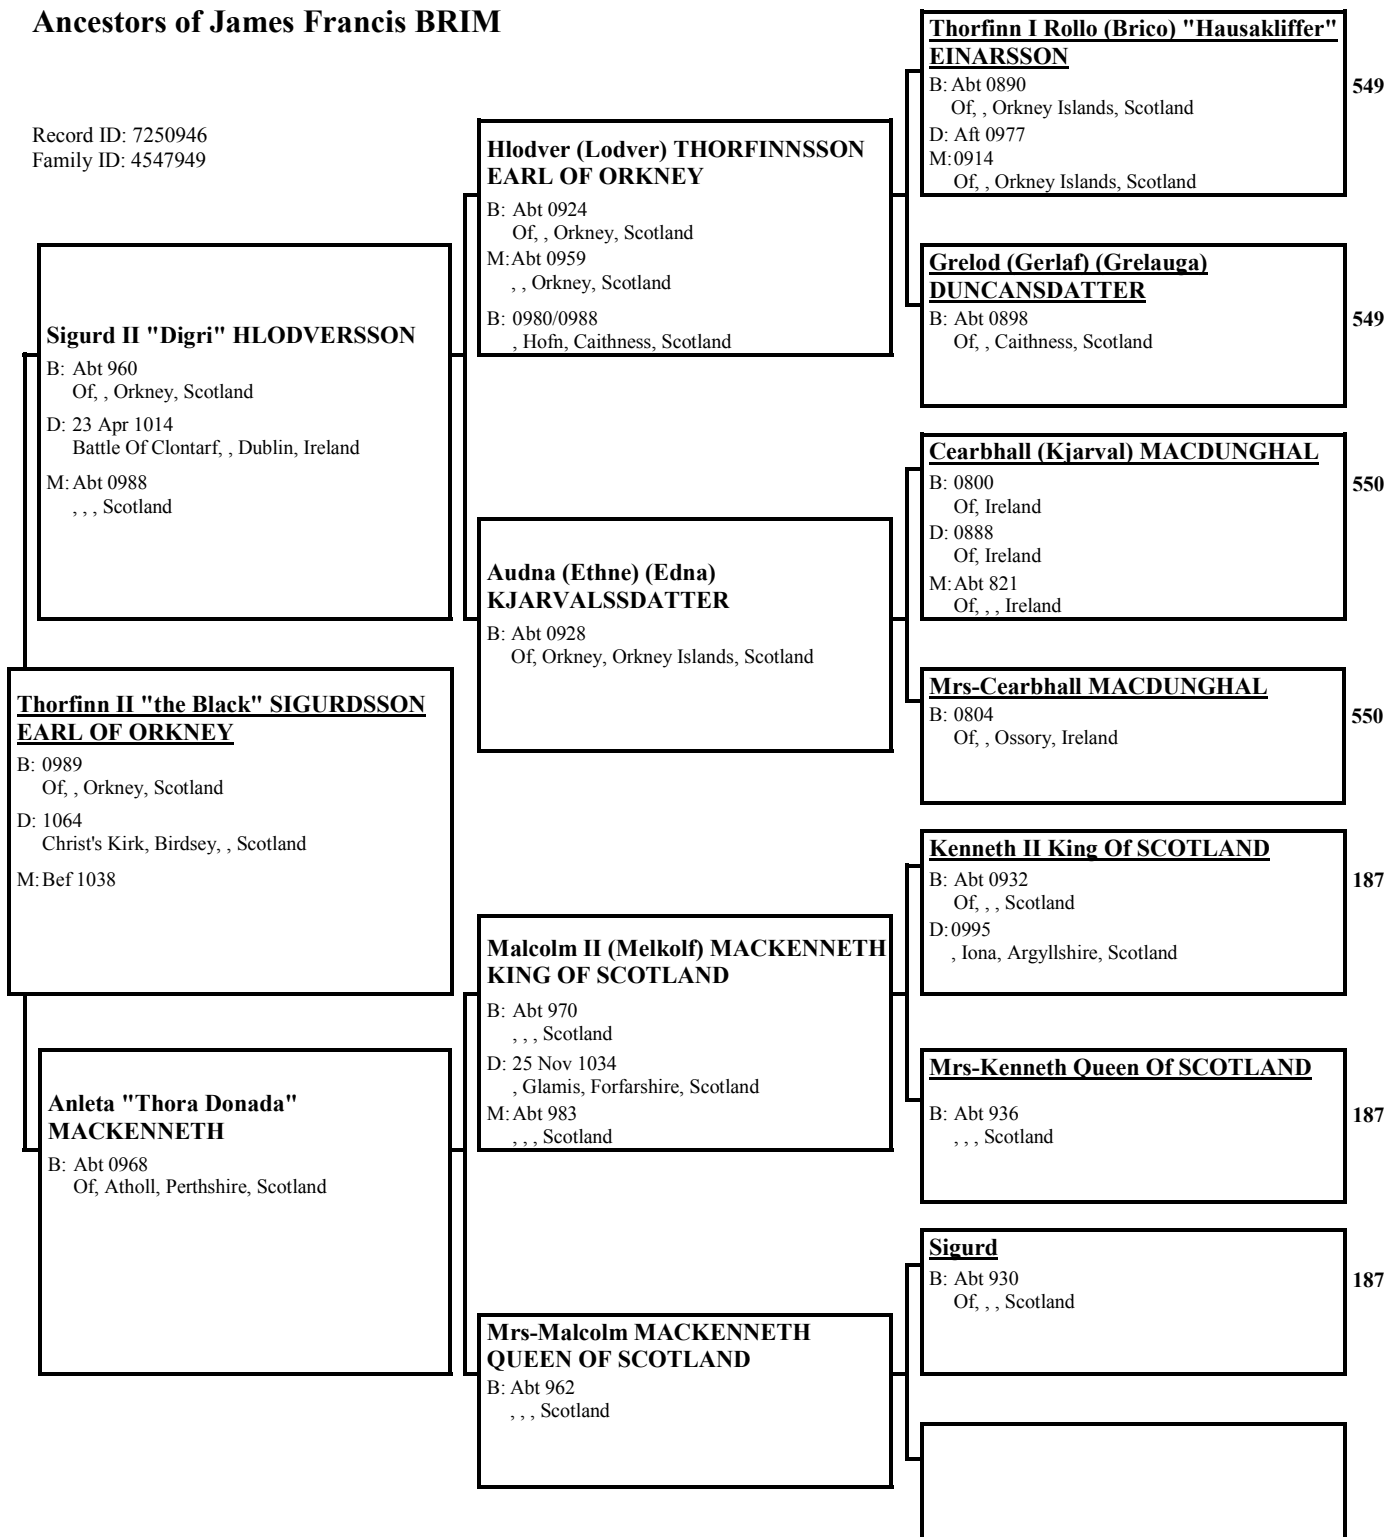 Ancestors of James Francis BRIM
Record ID: 7250946
Family ID: 4547949
Sigurd II "Digri" HLODVERSSON
B: Abt 960
Of, , Orkney, Scotland
D: 23 Apr 1014
Battle Of Clontarf, , Dublin, Ireland
M: Abt 0988
, , , Scotland
Thorfinn II "the Black" SIGURDSSON
EARL OF ORKNEY
B: 0989
Of, , Orkney, Scotland
D: 1064
Christ's Kirk, Birdsey, , Scotland
M: Bef 1038
Anleta "Thora Donada"
MACKENNETH
B: Abt 0968
Of, Atholl, Perthshire, Scotland
Hlodver (Lodver) THORFINNSSON
EARL OF ORKNEY
B: Abt 0924
Of, , Orkney, Scotland
M: Abt 0959
, , Orkney, Scotland
B: 0980/0988
, Hofn, Caithness, Scotland
Audna (Ethne) (Edna)
KJARVALSSDATTER
B: Abt 0928
Of, Orkney, Orkney Islands, Scotland
Malcolm II (Melkolf) MACKENNETH
KING OF SCOTLAND
B: Abt 970
, , , Scotland
D: 25 Nov 1034
, Glamis, Forfarshire, Scotland
M: Abt 983
, , , Scotland
Mrs-Malcolm MACKENNETH
QUEEN OF SCOTLAND
B: Abt 962
, , , Scotland
Thorfinn I Rollo (Brico) "Hausakliffer"
EINARSSON
B: Abt 0890
Of, , Orkney Islands, Scotland
D: Aft 0977
M: 0914
Of, , Orkney Islands, Scotland
549
Grelod (Gerlaf) (Grelauga)
DUNCANSDATTER
B: Abt 0898
Of, , Caithness, Scotland
549
Cearbhall (Kjarval) MACDUNGHAL
B: 0800
Of, Ireland
D: 0888
Of, Ireland
M: Abt 821
Of, , , Ireland
550
Mrs-Cearbhall MACDUNGHAL
B: 0804
Of, , Ossory, Ireland
550
Kenneth II King Of SCOTLAND
B: Abt 0932
Of, , , Scotland
D: 0995
, Iona, Argyllshire, Scotland
187
Mrs-Kenneth Queen Of SCOTLAND
B: Abt 936
, , , Scotland
187
Sigurd
B: Abt 930
Of, , , Scotland
187